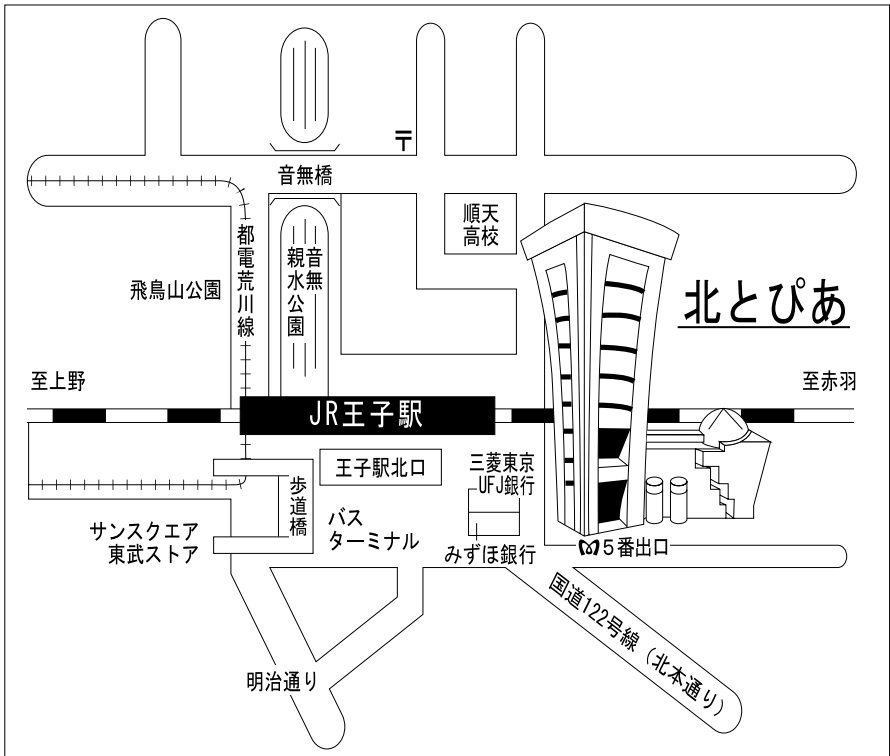 〒
音無橋
順天
高校
都電荒川線
音無
親水公園
飛鳥山公園
北とぴあ
至上野
至赤羽
JR王子駅
王子駅北口
三菱東京
UFJ銀行
歩道橋
バス
ターミナル
サンスクエア
東武ストア
みずほ銀行
5番出口
国道122号線(北本通り)
明治通り